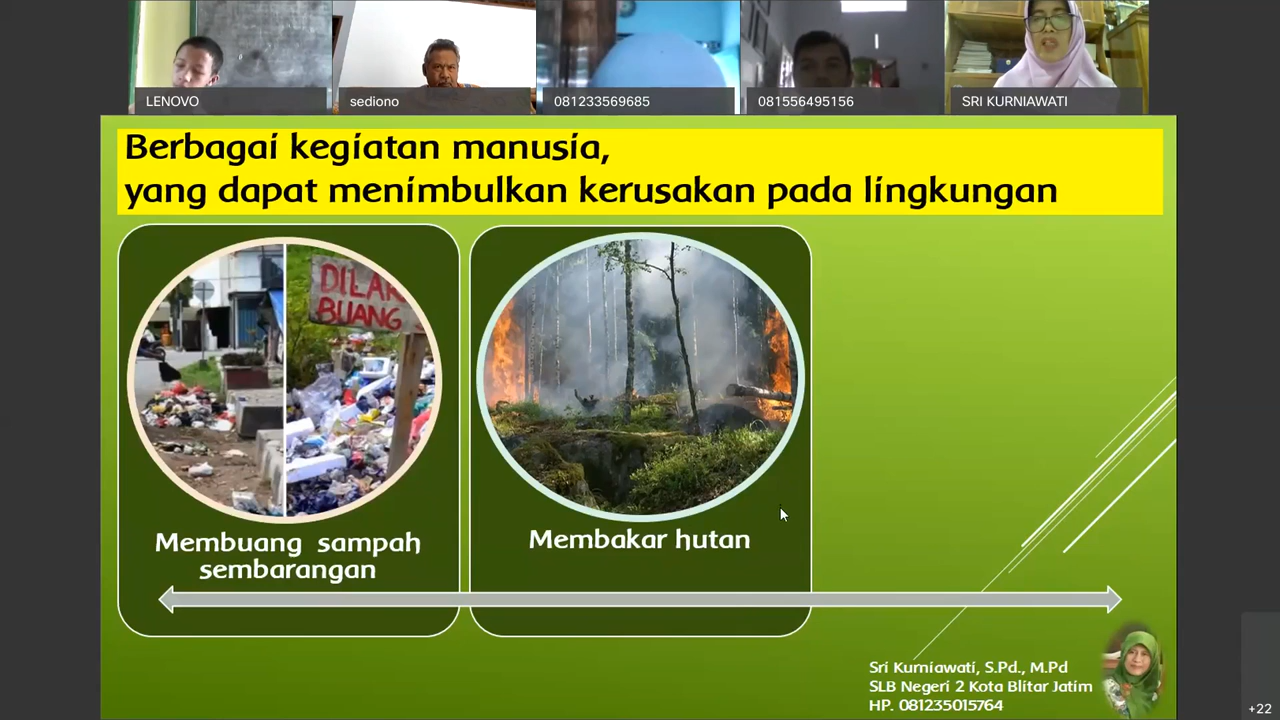 LENOVO
sediono
081233569685
081556495156
SRI KURNIAWATI
Berbagai kegiatan manusia,
yang dapat menimbulkan kerusakan pada lingkungan
DILAR
BUANG
Membuang sampah
sembarangan
Membakar hutan
Sri Kurniawati, S.Pd., M.Pd
SLB Negeri 2 Kota Blitar Jatim
HP. 081235015764
+22